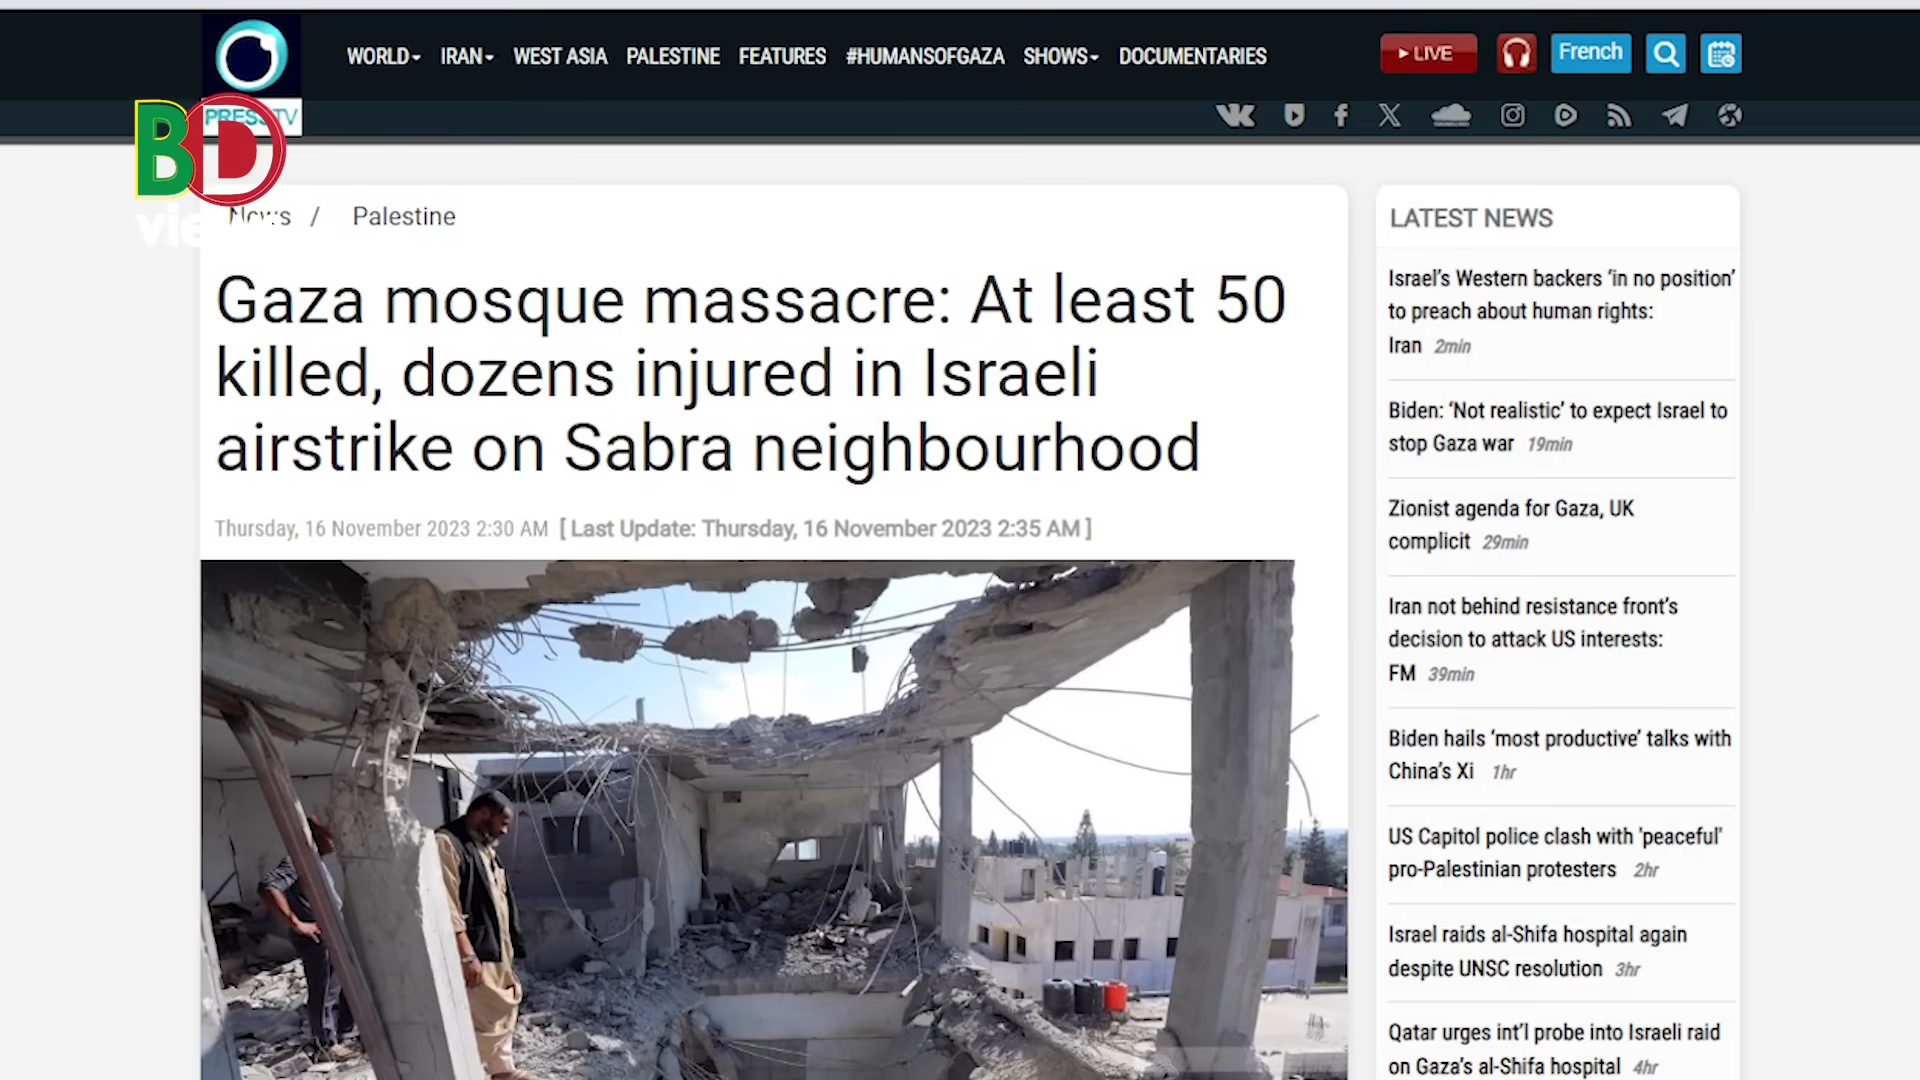 WORLD IRAN WEST ASIA PALESTINE FEATURES #HUMANSOFGAZA SHOWS DOCUMENTARIES
LIVE
French
PRESSTV
BD
News / Palestine
Gaza mosque massacre: At least 50
killed, dozens injured in Israeli
airstrike on Sabra neighbourhood
Thursday, 16 November 2023 2:30 AM [ Last Update: Thursday, 16 November 2023 2:35 AM ]
LATEST NEWS
Israel’s Western backers ‘in no position’
to preach about human rights:
Iran 2min
Biden: ‘Not realistic’ to expect Israel to
stop Gaza war 19min
Zionist agenda for Gaza, UK
complicit 29min
Iran not behind resistance front’s
decision to attack US interests:
FM 39min
Biden hails ‘most productive’ talks with
China’s Xi 1hr
US Capitol police clash with 'peaceful'
pro-Palestinian protesters 2hr
Israel raids al-Shifa hospital again
despite UNSC resolution 3hr
Qatar urges int’l probe into Israeli raid
on Gaza’s al-Shifa hospital 4hr